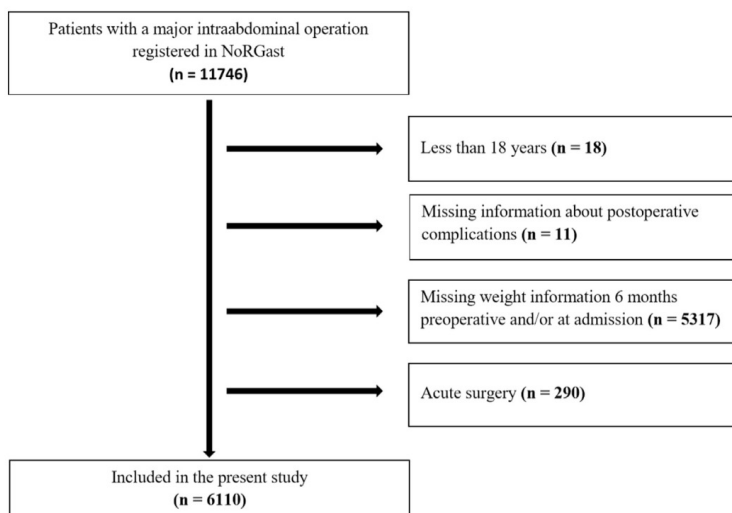 Patients with a major intraabdominal operation
registered in NoRGast
(n = 11746)
Less than 18 years (n = 18)
Missing information about postoperative
complications (n = 11)
Missing weight information 6 months
preoperative and/or at admission (n = 5317)
Acute surgery (n = 290)
Included in the present study
(n = 6110)